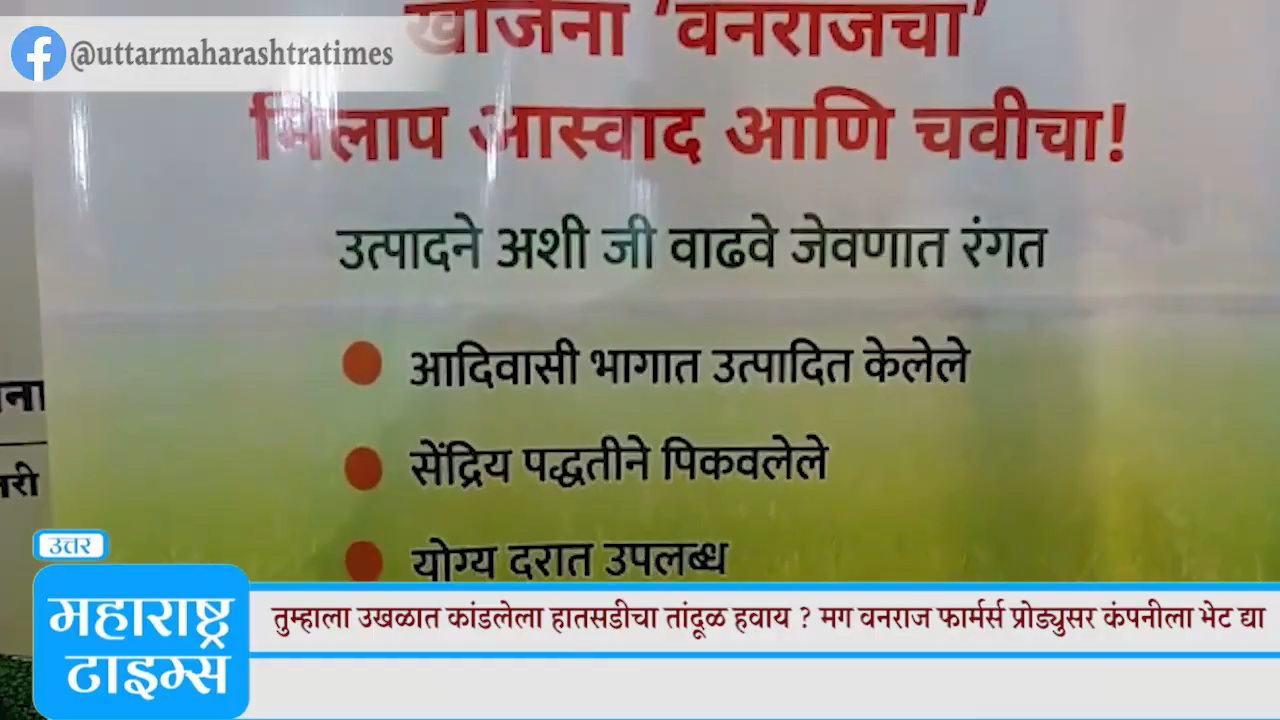 @uttarmaharashtratimes
खजिना ‘वनराजचा’
मिलाप आस्वाद आणि चवीचा!
उत्पादने अशी जी वाढवे जेवणात रंगत
आदिवासी भागात उत्पादित केलेले
सेंद्रिय पद्धतीने पिकवलेले
योग्य दरात उपलब्ध
उत्तर
महाराष्ट्र
टाइम्स
तुम्हाला उखळात कांडलेला हातसडीचा तांदूळ हवाय ? मग वनराज फार्मर्स प्रोड्युसर कंपनीला भेट द्या